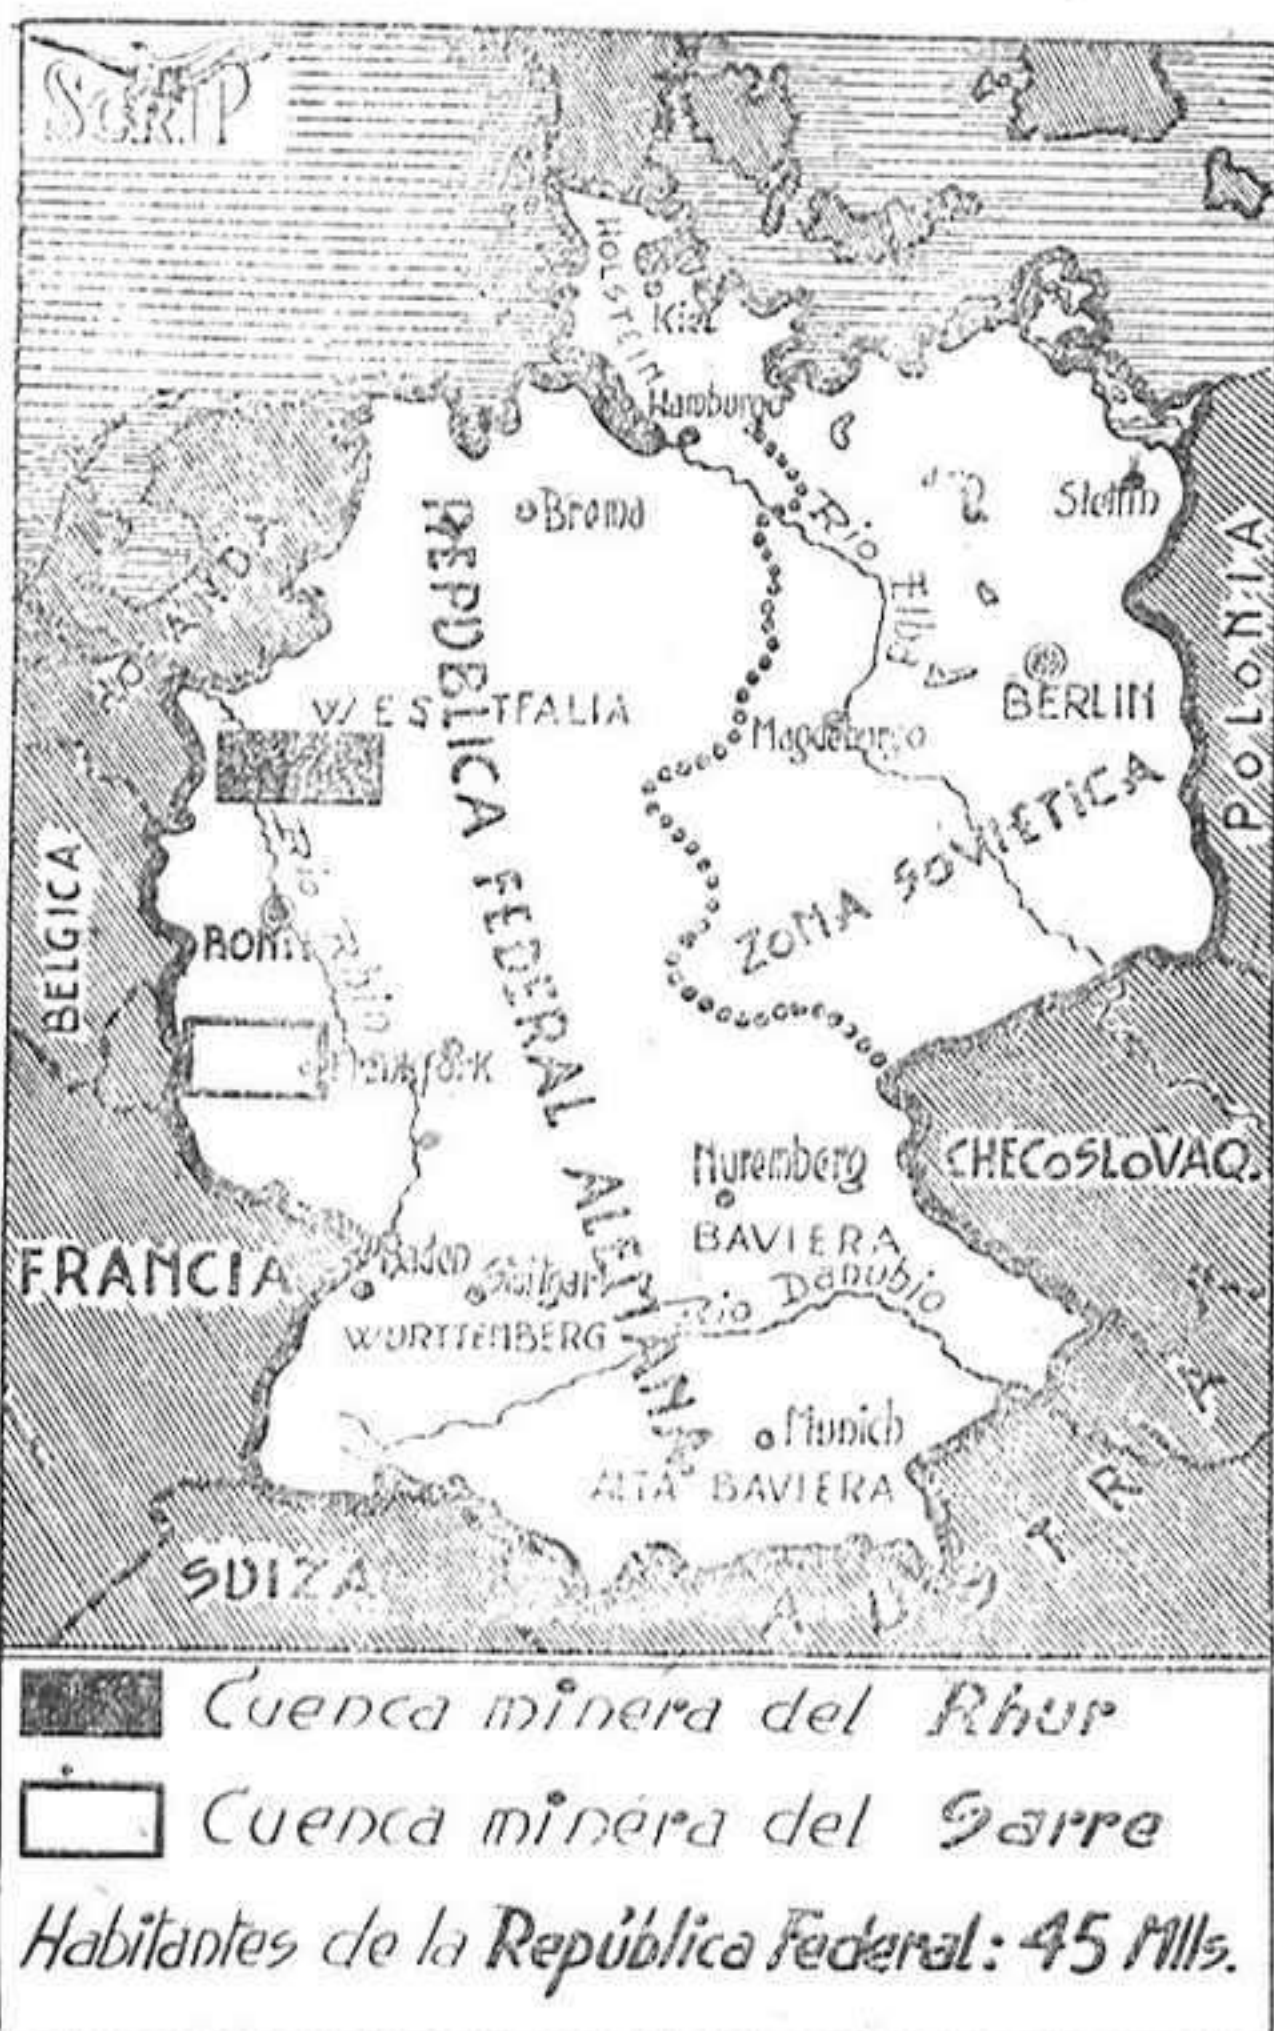 SCRIP
HOLSTEIN
Kiel
Hamburgo
Brema
Stettin
Rio ELBA
POLONIA
WESTFALIA
Magdeburgo
BERLIN
REPUBLICA FEDERAL ALEMANA
ZONA SOVIETICA
BELGICA
Rio Rhin
BONN
CHECOSLOVAQ.
Nuremberg
BAVIERA
FRANCIA
Baden
Stuttgart
Rio Danubio
WURTTEMBERG
Munich
ALTA BAVIERA
SUIZA
AUSTRIA
Cuenca minera del Rhur
Cuenca minera del Sarre
Habitantes de la República Federal: 45 Mlls.